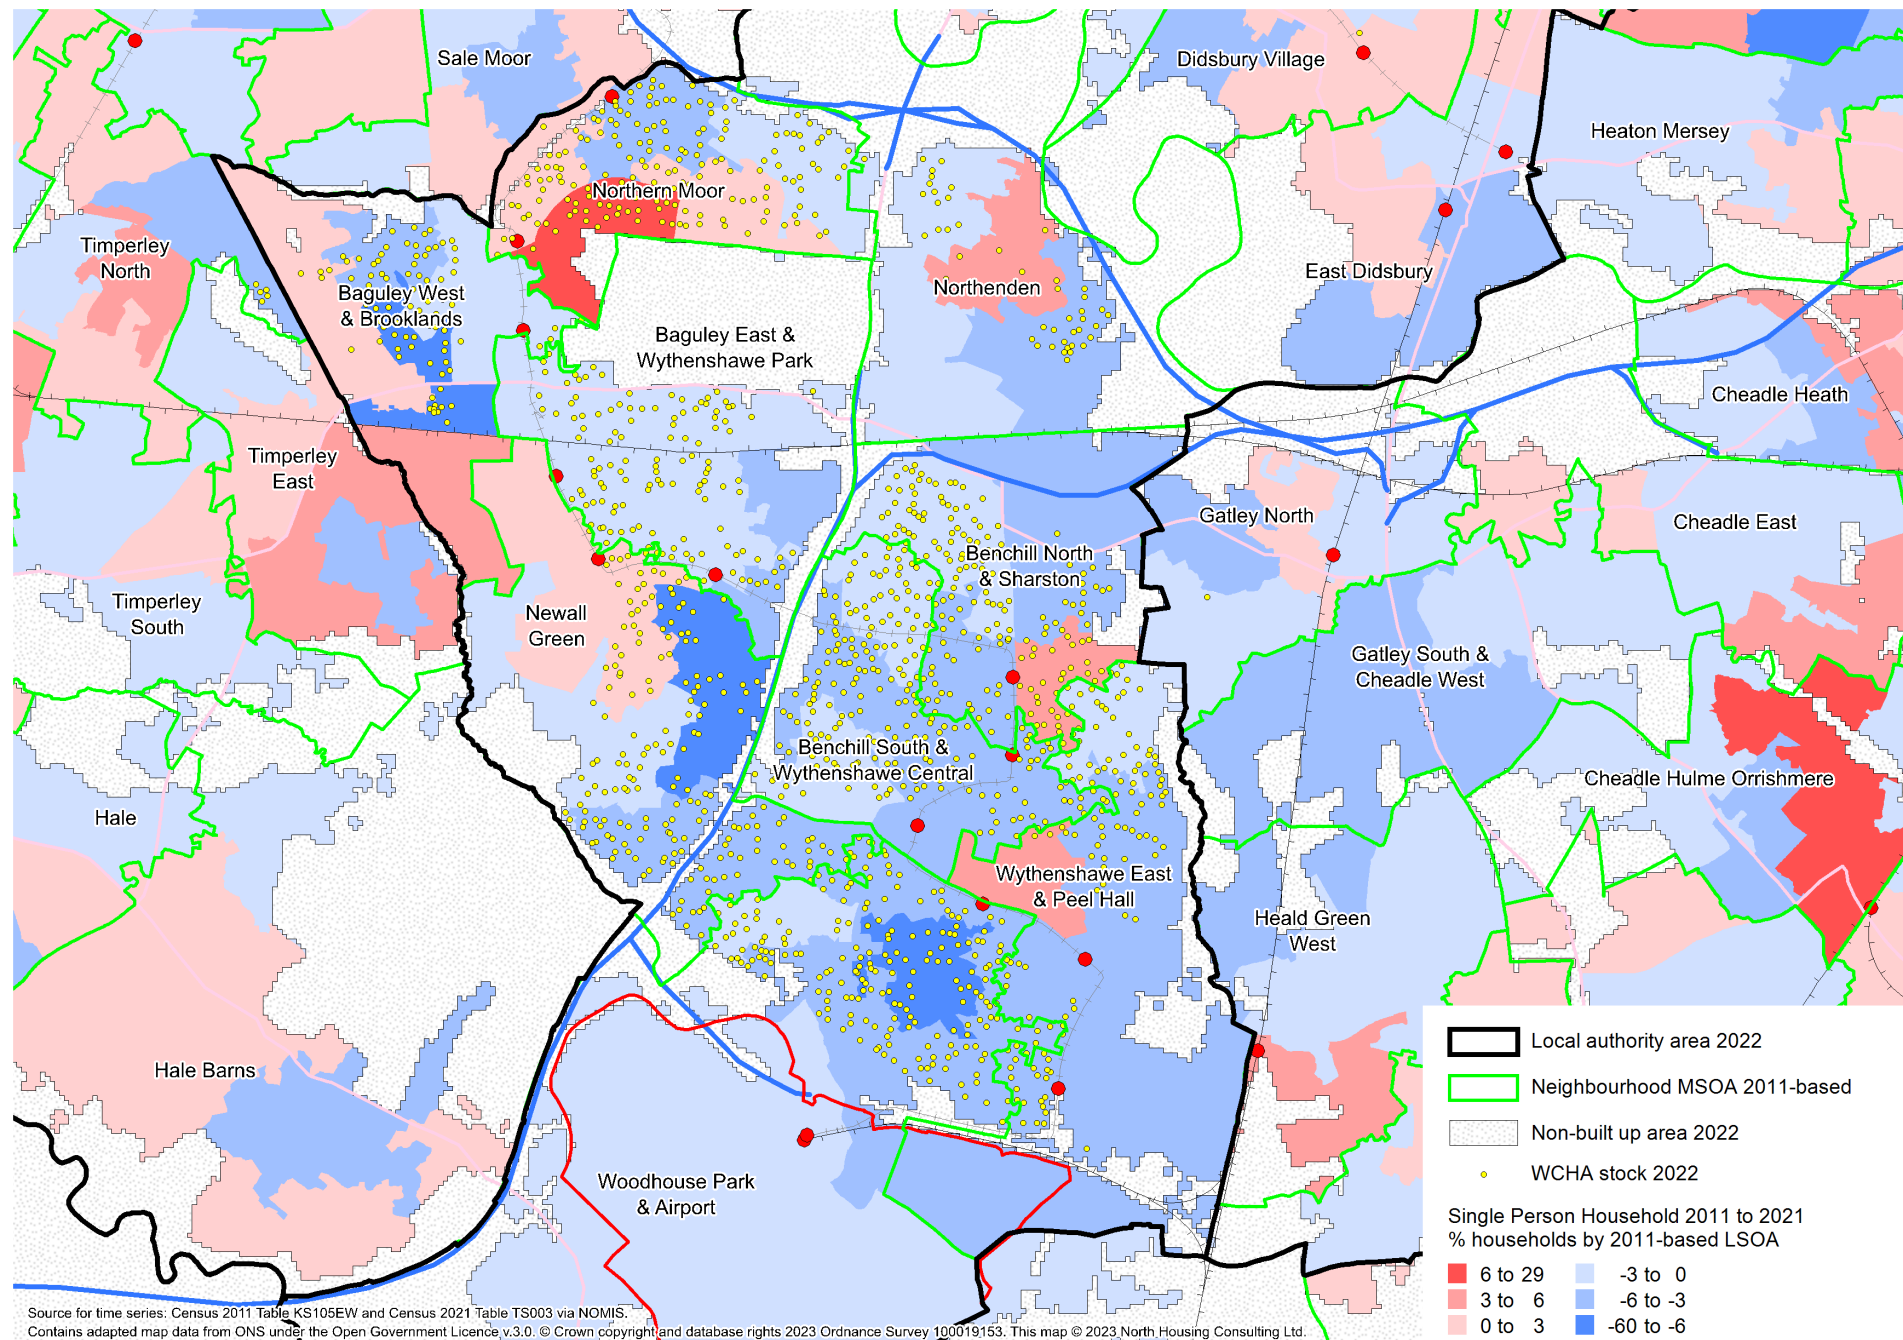 Sale Moor
Didsbury Village
Heaton Mersey
Northern Moor
Timperley
North
East Didsbury
Northenden
Baguley West
& Brooklands
Baguley East &
Wythenshawe Park
Cheadle Heath
Timperley
East
Gatley North
Cheadle East
Benchill North
& Sharston
Timperley
South
Newall
Green
Gatley South &
Cheadle West
Benchill South &
Wythenshawe Central
Cheadle Hulme Orrishmere
Hale
Wythenshawe East
& Peel Hall
Heald Green
West
Hale Barns
Woodhouse Park
& Airport
Local authority area 2022
Neighbourhood MSOA 2011-based
Non-built up area 2022
WCHA stock 2022
Single Person Household 2011 to 2021
% households by 2011-based LSOA
6 to 29 -3 to 0
3 to 6 -6 to -3
0 to 3 -60 to -6
Source for time series: Census 2011 Table KS105EW and Census 2021 Table TS003 via NOMIS.
Contains adapted map data from ONS under the Open Government Licence v.3.0. © Crown copyright and database rights 2023 Ordnance Survey 100019153. This map © 2023 North Housing Consulting Ltd.